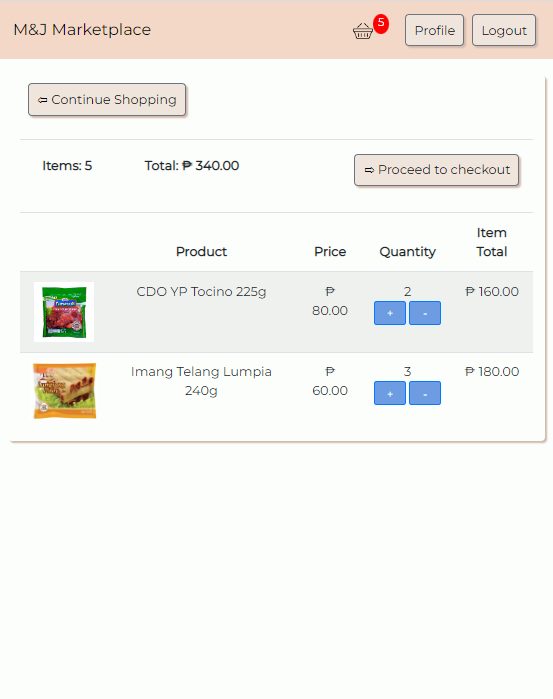 M&J Marketplace
5
Profile
Logout
⇦ Continue Shopping
Items: 5
Total: ₱ 340.00
⇨ Proceed to checkout
Product
Price
Quantity
Item
Total
CDO YP Tocino 225g
₱
80.00
2
+
-
₱ 160.00
Imang Telang Lumpia
240g
₱
60.00
3
+
-
₱ 180.00